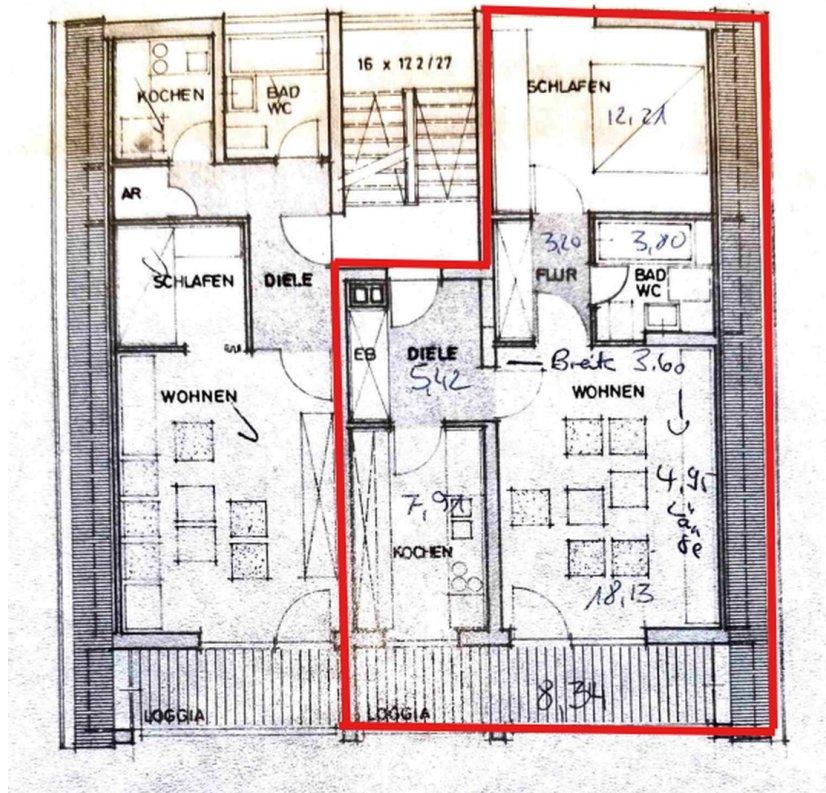 16 x 17 2/27
KOCHEN
BAD
WC
SCHLAFEN
12,21
AR
SCHLAFEN
DIELE
3,20
FLUR
3,80
BAD
WC
EB
DIELE
5,42
Breite 3.60
WOHNEN
WOHNEN
4,95
Länge
7,91
KOCHEN
18,13
8,34
LOGGIA
LOGGIA